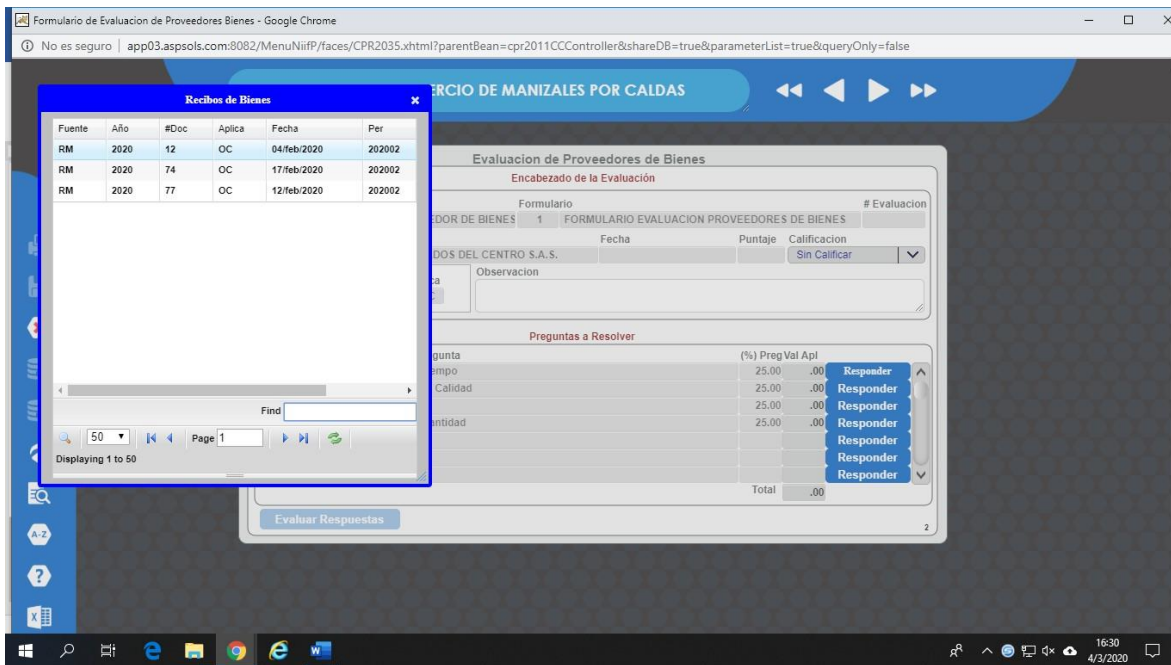 Formulario de Evaluacion de Proveedores Bienes - Google Chrome
No es seguro | app03.aspsols.com:8082/MenuNiifP/faces/CPR2035.xhtml?parentBean=cpr2011CCController&shareDB=true&parameterList=true&queryOnly=false
ERCIO DE MANIZALES POR CALDAS
Recibos de Bienes
Fuente Año #Doc Aplica Fecha Per
RM 2020 12 OC 04/feb/2020 202002
RM 2020 74 OC 17/feb/2020 202002
RM 2020 77 OC 12/feb/2020 202002
Find
50 Page 1
Displaying 1 to 50
Evaluacion de Proveedores de Bienes
Encabezado de la Evaluación
Formulario # Evaluacion
EDOR DE BIENES 1 FORMULARIO EVALUACION PROVEEDORES DE BIENES
Fecha Puntaje Calificacion
DOS DEL CENTRO S.A.S. Sin Calificar
ca Observacion
Preguntas a Resolver
gunta (%) Preg Val Apl
empo 25.00 .00 Responder
Calidad 25.00 .00 Responder
25.00 .00 Responder
antidad 25.00 .00 Responder
Responder
Responder
Responder
Total .00
Evaluar Respuestas
2
A-Z
?
16:30
4/3/2020